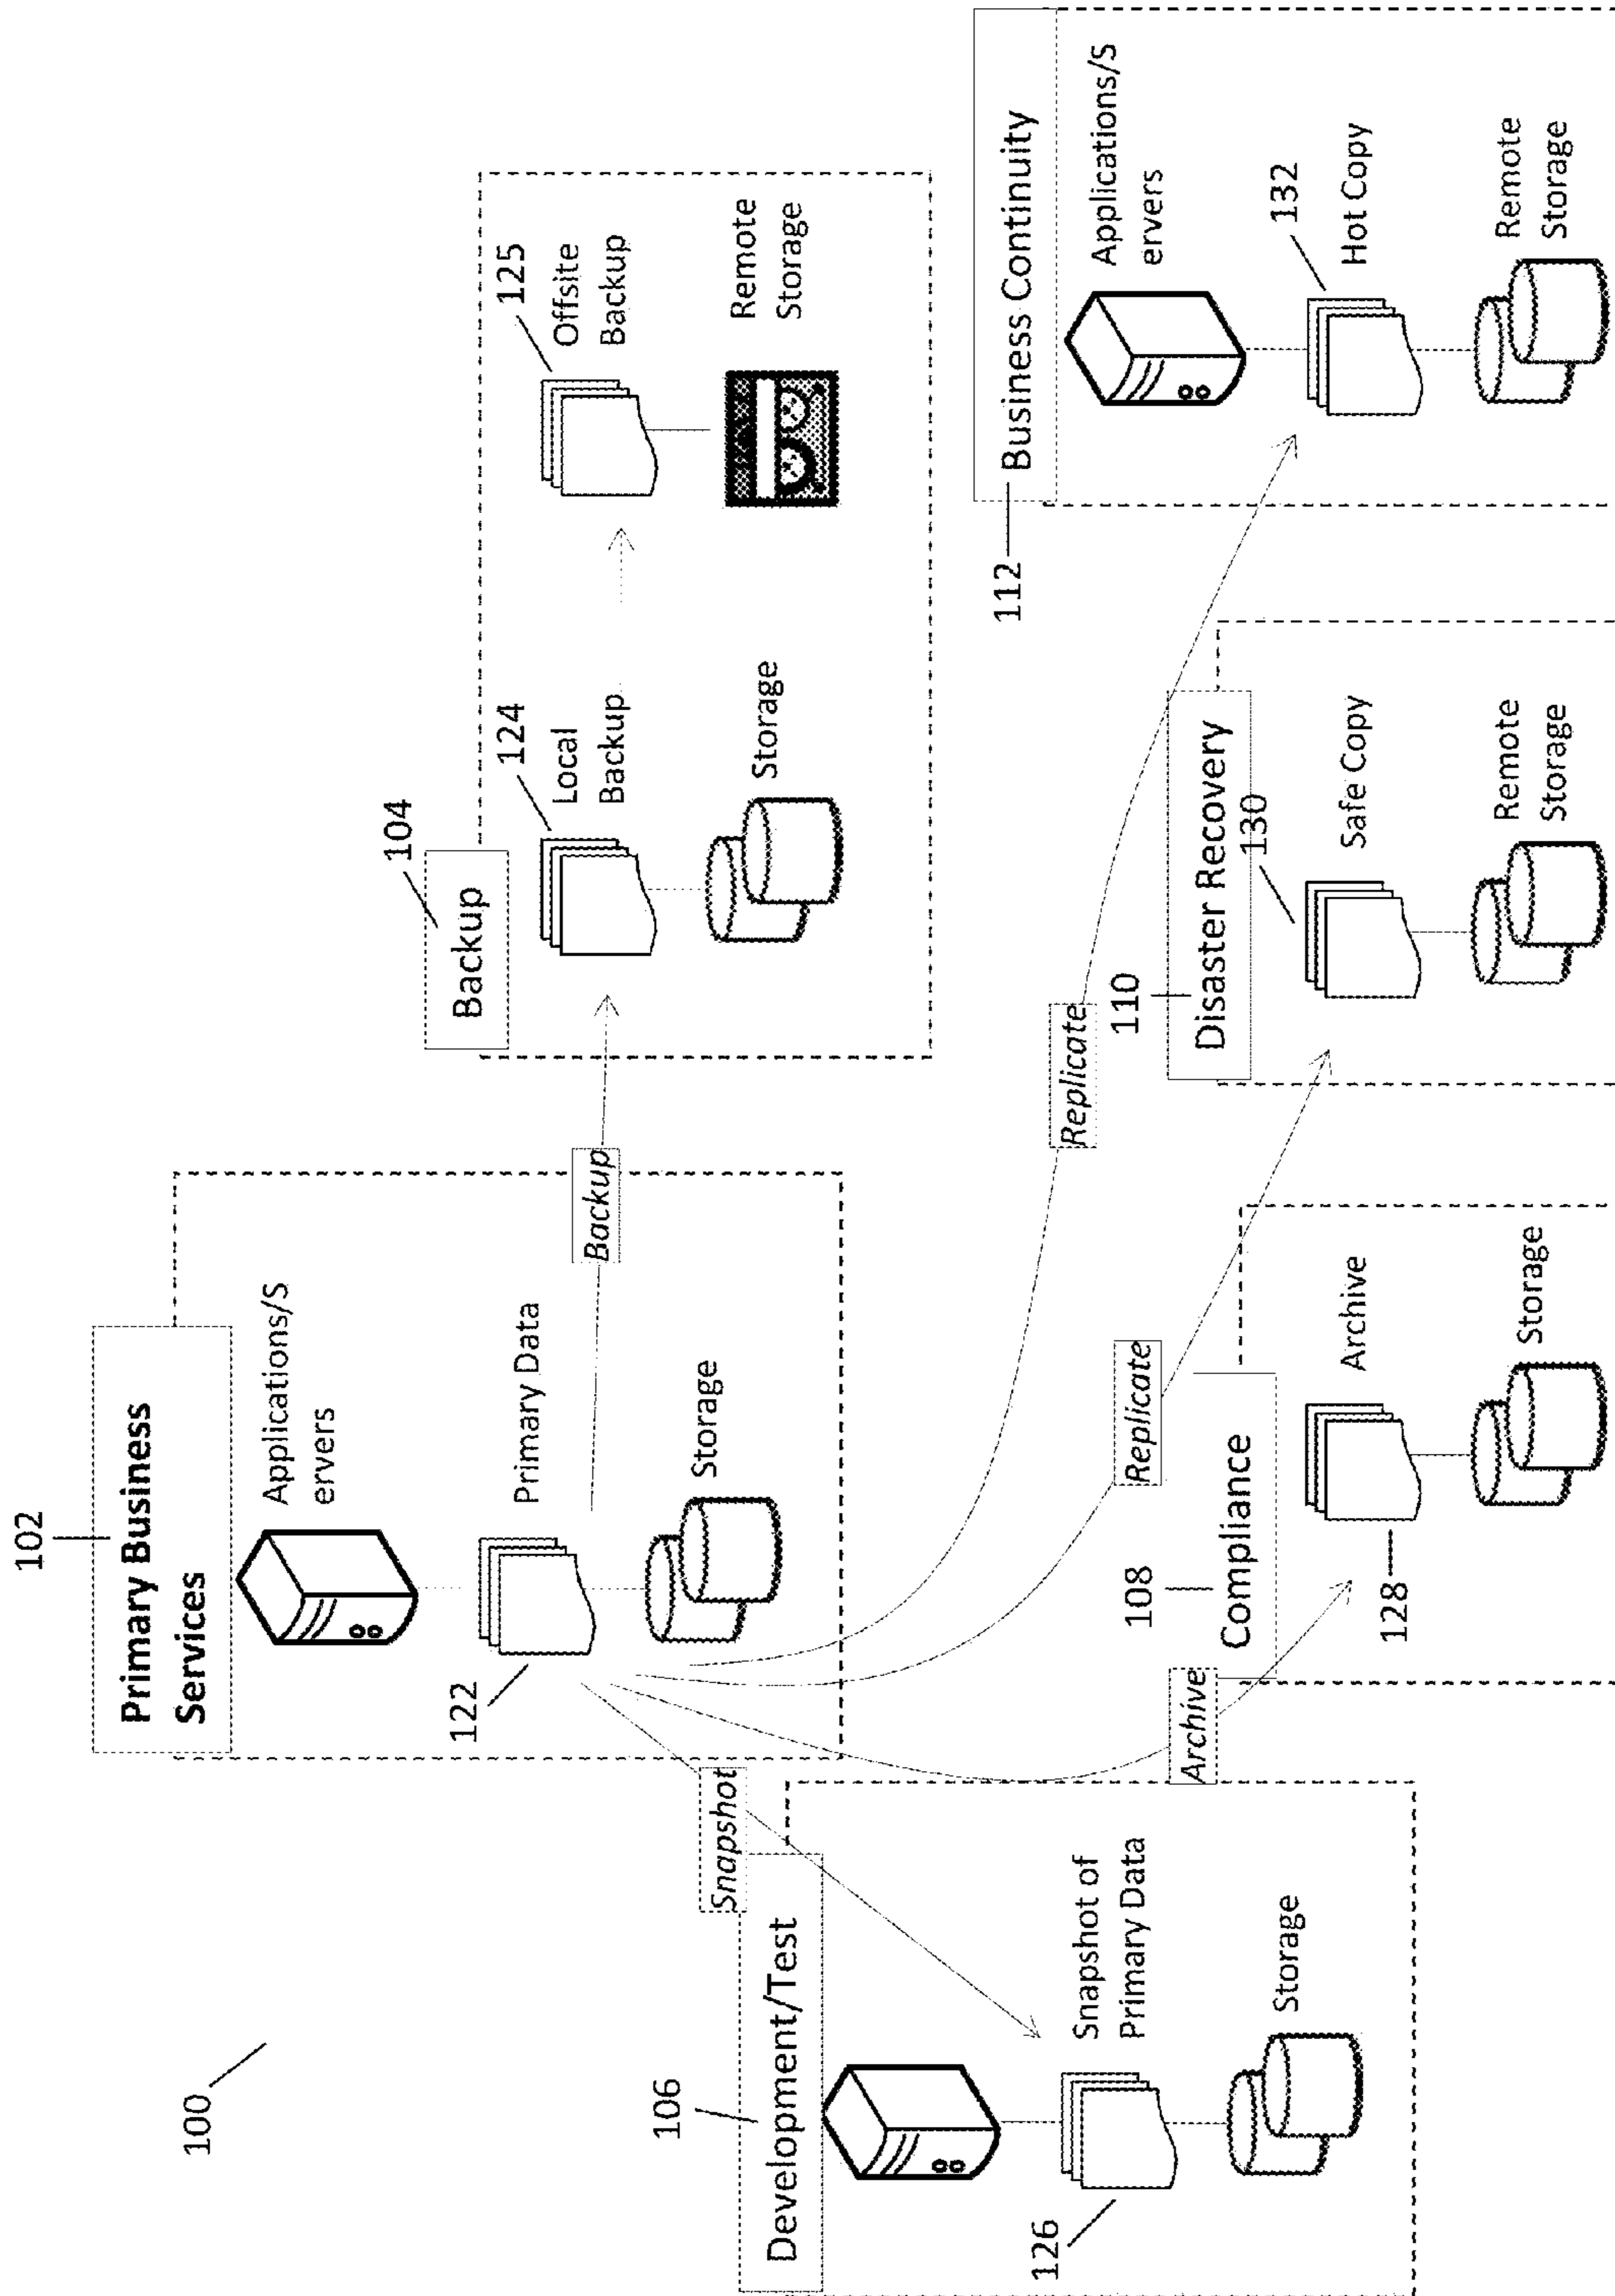 100
102
Primary Business
Services
Applications/S
ervers
122
Primary Data
Storage
Backup
104
Backup
124
Local
Backup
Storage
125
Offsite
Backup
Remote
Storage
Snapshot
106
Development/Test
126
Snapshot of
Primary Data
Storage
Archive
108
Compliance
128
Archive
Storage
Replicate
110
Disaster Recovery
130
Safe Copy
Remote
Storage
Replicate
112
Business Continuity
Applications/S
ervers
132
Hot Copy
Remote
Storage